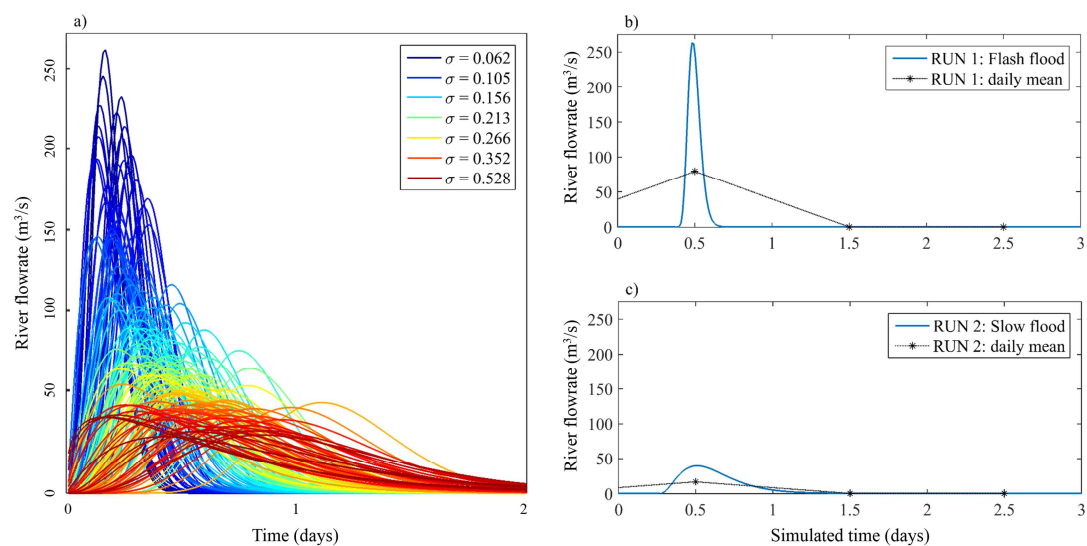 a)
River flowrate (m³/s)
250
200
150
100
50
0
σ = 0.062
σ = 0.105
σ = 0.156
σ = 0.213
σ = 0.266
σ = 0.352
σ = 0.528
0
1
2
Time (days)
b)
River flowrate (m³/s)
250
200
150
100
50
0
RUN 1: Flash flood
RUN 1: daily mean
0
0.5
1
1.5
2
2.5
3
c)
River flowrate (m³/s)
250
200
150
100
50
0
RUN 2: Slow flood
RUN 2: daily mean
0
0.5
1
1.5
2
2.5
3
Simulated time (days)